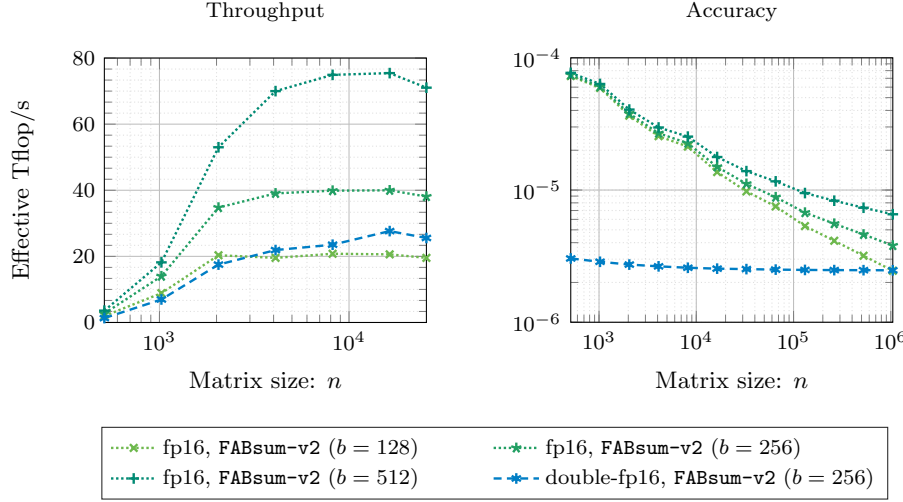 Throughput
Accuracy
80
60
40
20
0
Effective Tflop/s
10^3
10^4
Matrix size: n
10^−4
10^−5
10^−6
10^3
10^4
10^5
10^6
Matrix size: n
fp16, FABsum-v2 (b = 128)
fp16, FABsum-v2 (b = 256)
fp16, FABsum-v2 (b = 512)
double-fp16, FABsum-v2 (b = 256)